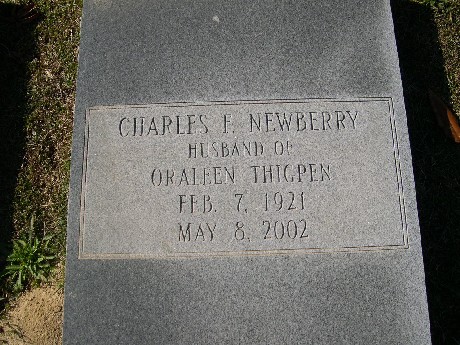 CHARLES F. NEWBERRY
HUSBAND OF
ORALEEN THIGPEN
FEB. 7, 1921
MAY 8, 2002